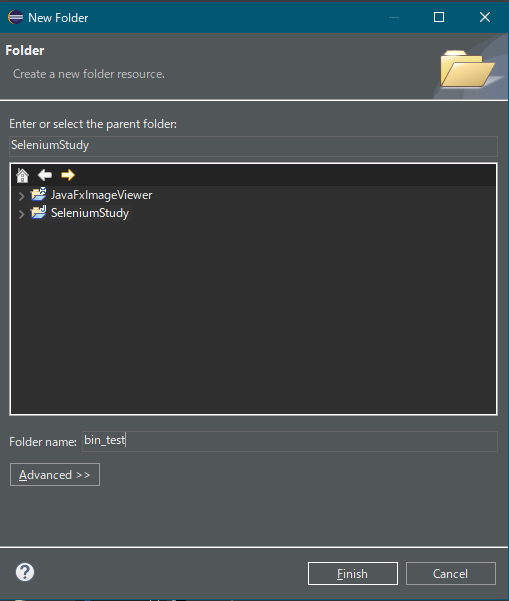 New Folder
Folder
Create a new folder resource.
Enter or select the parent folder:
SeleniumStudy
JavaFxImageViewer
SeleniumStudy
Folder name: bin_test
Advanced >>
Finish Cancel